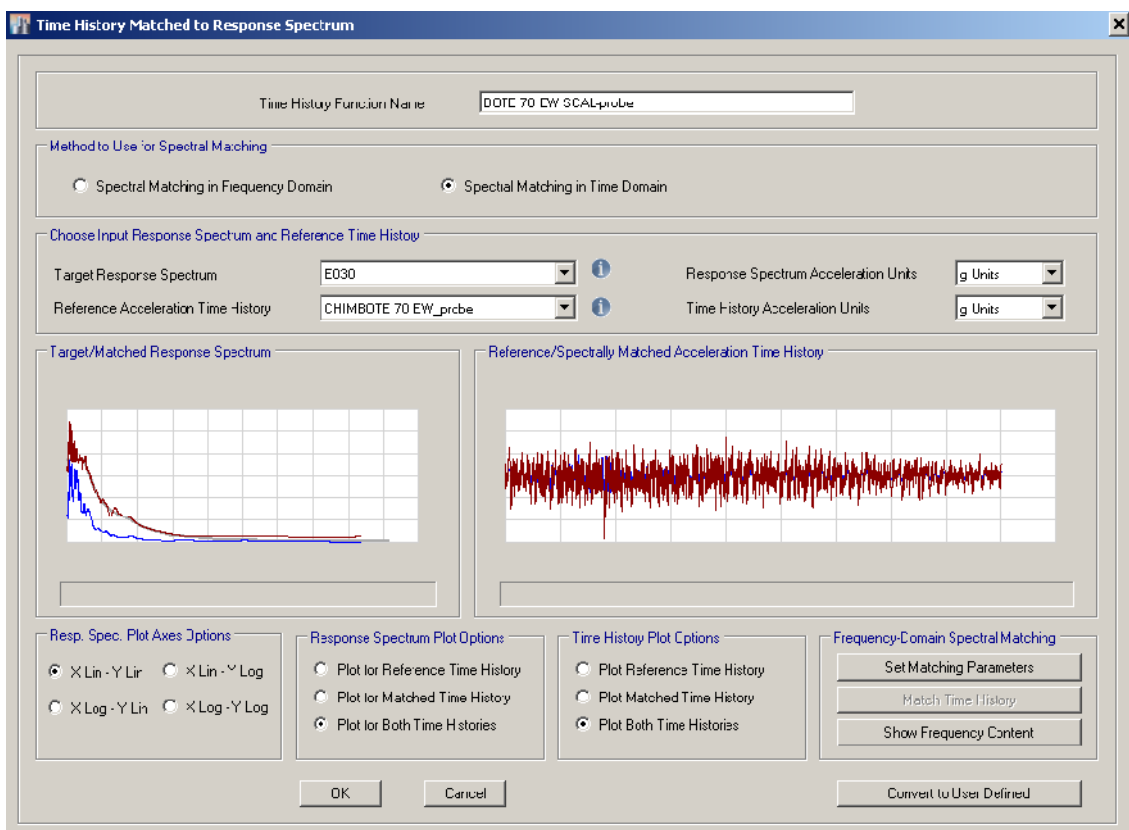 Time History Matched to Response Spectrum
Time History Function Name
DOTE 70 EW SCAL-probe
Method to Use for Spectral Matching
Spectral Matching in Frequency Domain
Spectral Matching in Time Domain
Choose Input Response Spectrum and Reference Time History
Target Response Spectrum
E030
Response Spectrum Acceleration Units
g Units
Reference Acceleration Time History
CHIMBOTE 70 EW_probe
Time History Acceleration Units
g Units
Target/Matched Response Spectrum
Reference/Spectrally Matched Acceleration Time History
Resp. Spec. Plot Axes Options
X Lin - Y Lin
X Lin - Y Log
X Log - Y Lin
X Log - Y Log
Response Spectrum Plot Options
Plot for Reference Time History
Plot for Matched Time History
Plot for Both Time Histories
Time History Plot Options
Plot Reference Time History
Plot Matched Time History
Plot Both Time Histories
Frequency-Domain Spectral Matching
Set Matching Parameters
Match Time History
Show Frequency Content
OK
Cancel
Convert to User Defined